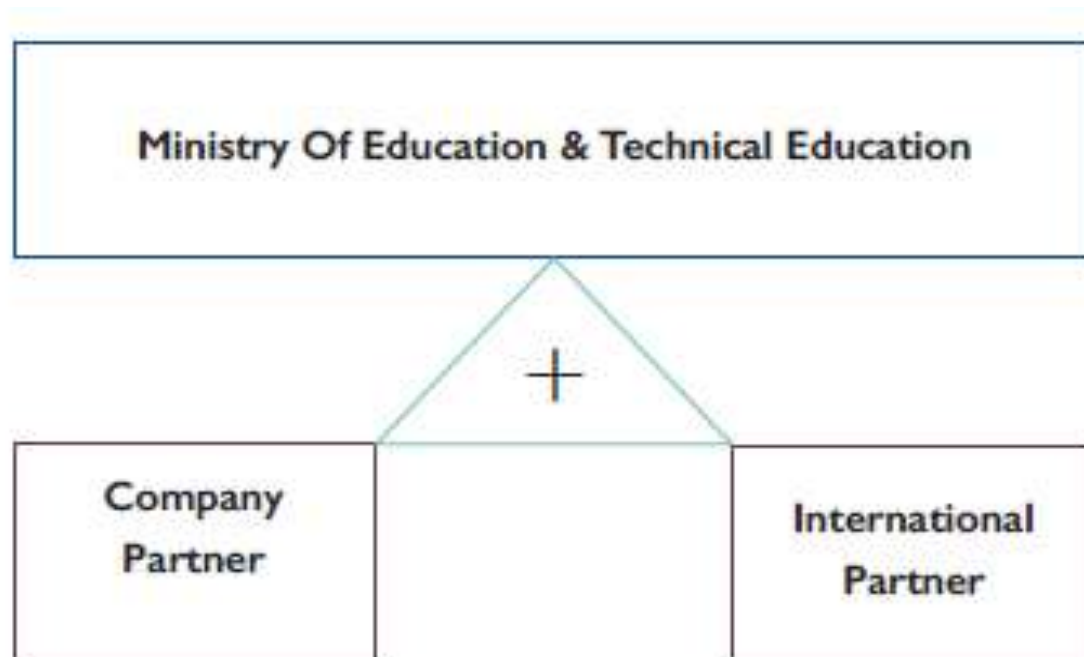 Ministry Of Education & Technical Education
+
Company
Partner
International
Partner